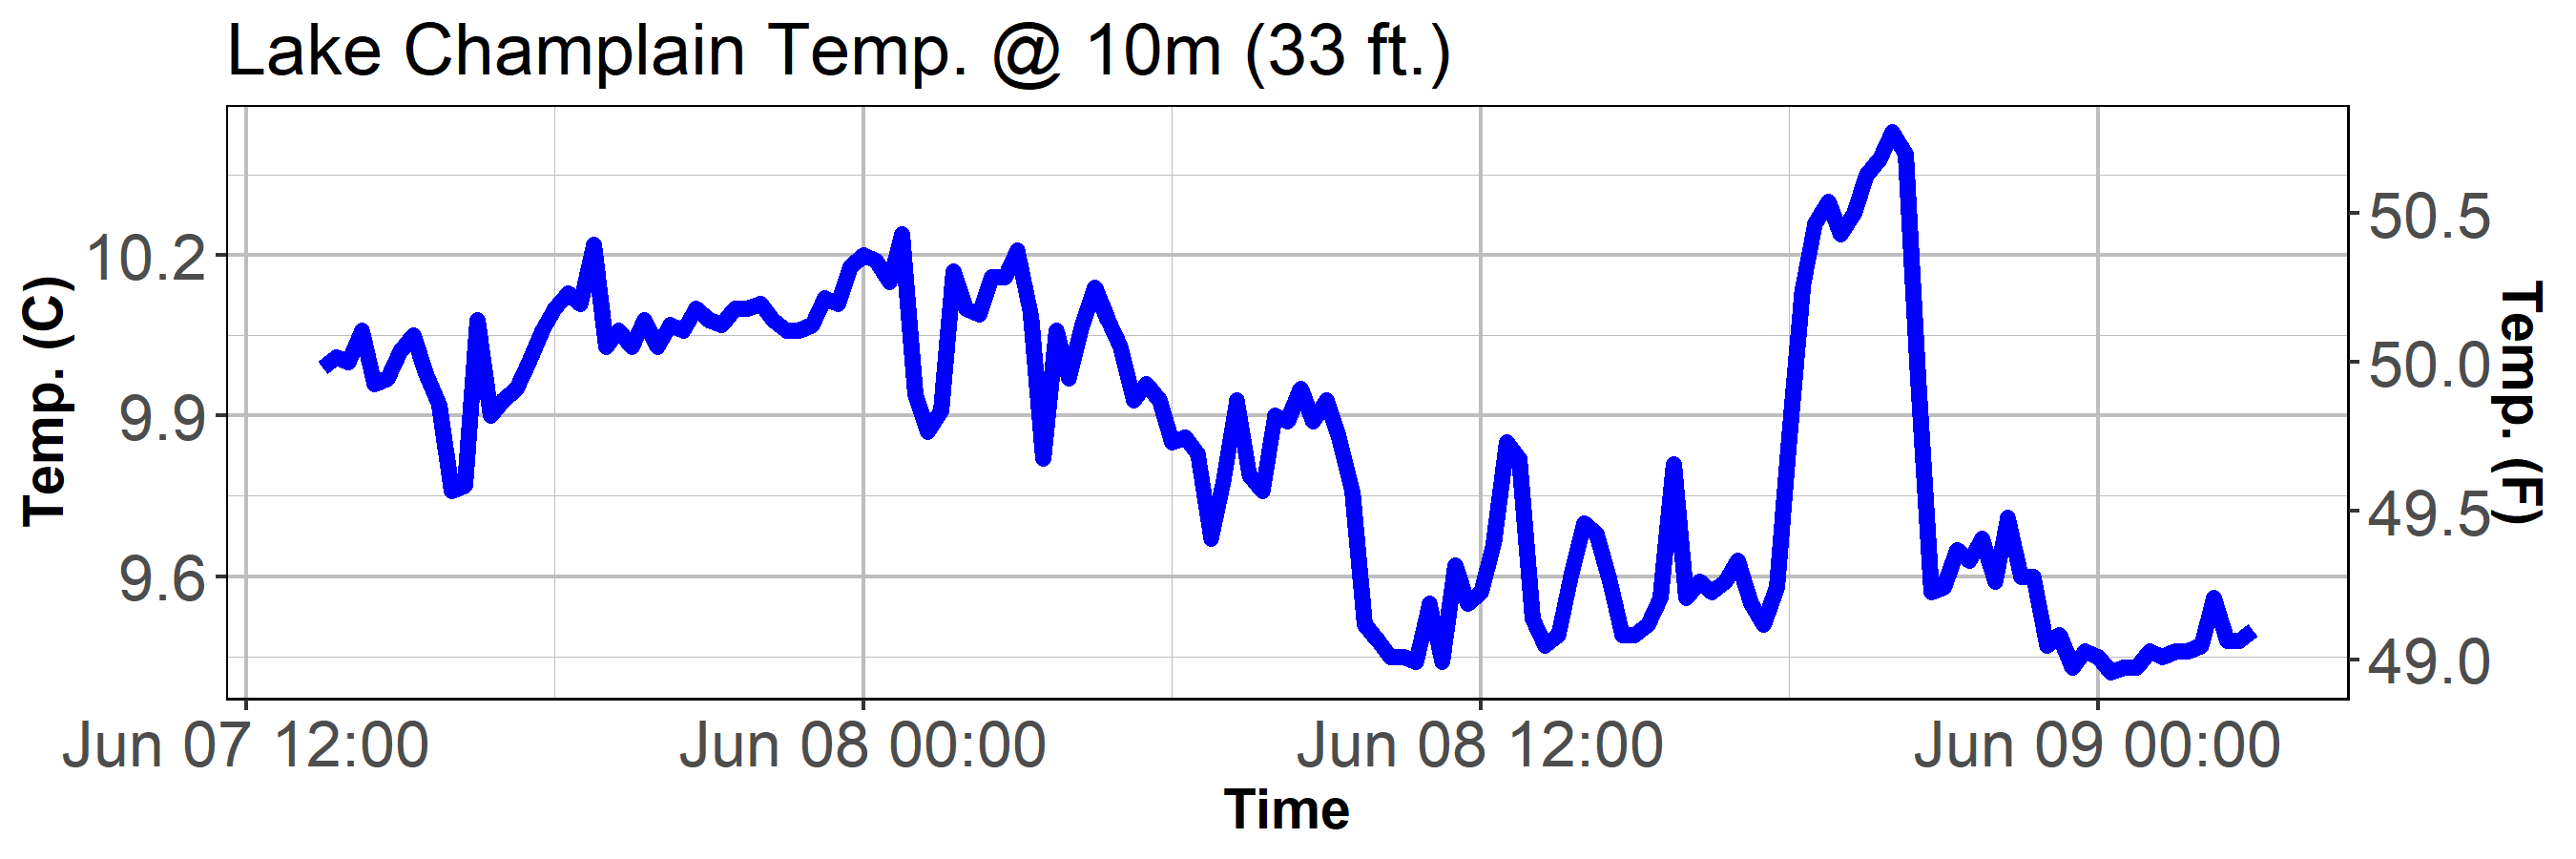 Lake Champlain Temp. @ 10m (33 ft.)
Temp. (C)
10.2
9.9
9.6
50.5
50.0
49.5
49.0
Temp. (F)
Jun 07 12:00
Jun 08 00:00
Jun 08 12:00
Jun 09 00:00
Time